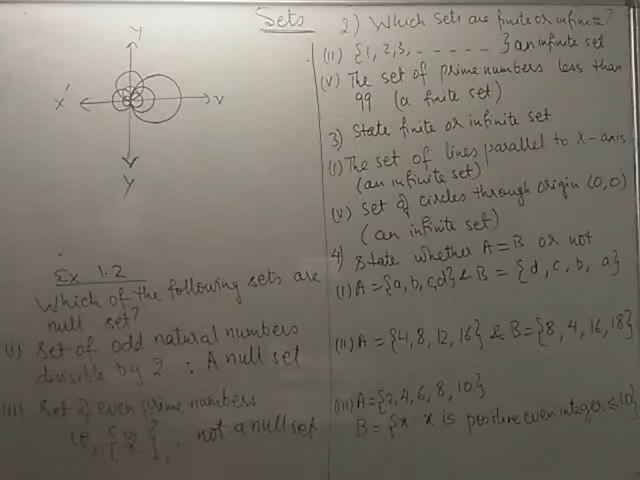 Sets
y
x'
y
Ex 1.2
Which of the following sets are
null set?
(i) Set of odd natural numbers
divisible by 2 : A null set
(iii) Set of even prime numbers
ie, {2}, not a null set
2) Which sets are finite or infinite?
(ii) {1, 2, 3, - - - - - - } an infinite set
(v) The set of prime numbers less than
99 (a finite set)
3) State finite or infinite set
(i) The set of lines parallel to x-axis
(an infinite set)
(v) Set of circles through origin (0,0)
(an infinite set)
4) State whether A = B or not
(i) A = {a, b, c, d} & B = {d, c, b, a}
(ii) A = {4, 8, 12, 16} & B = {8, 4, 16, 18}
(iii) A = {2, 4, 6, 8, 10}
B = {x x is positive even integer ≤ 10}